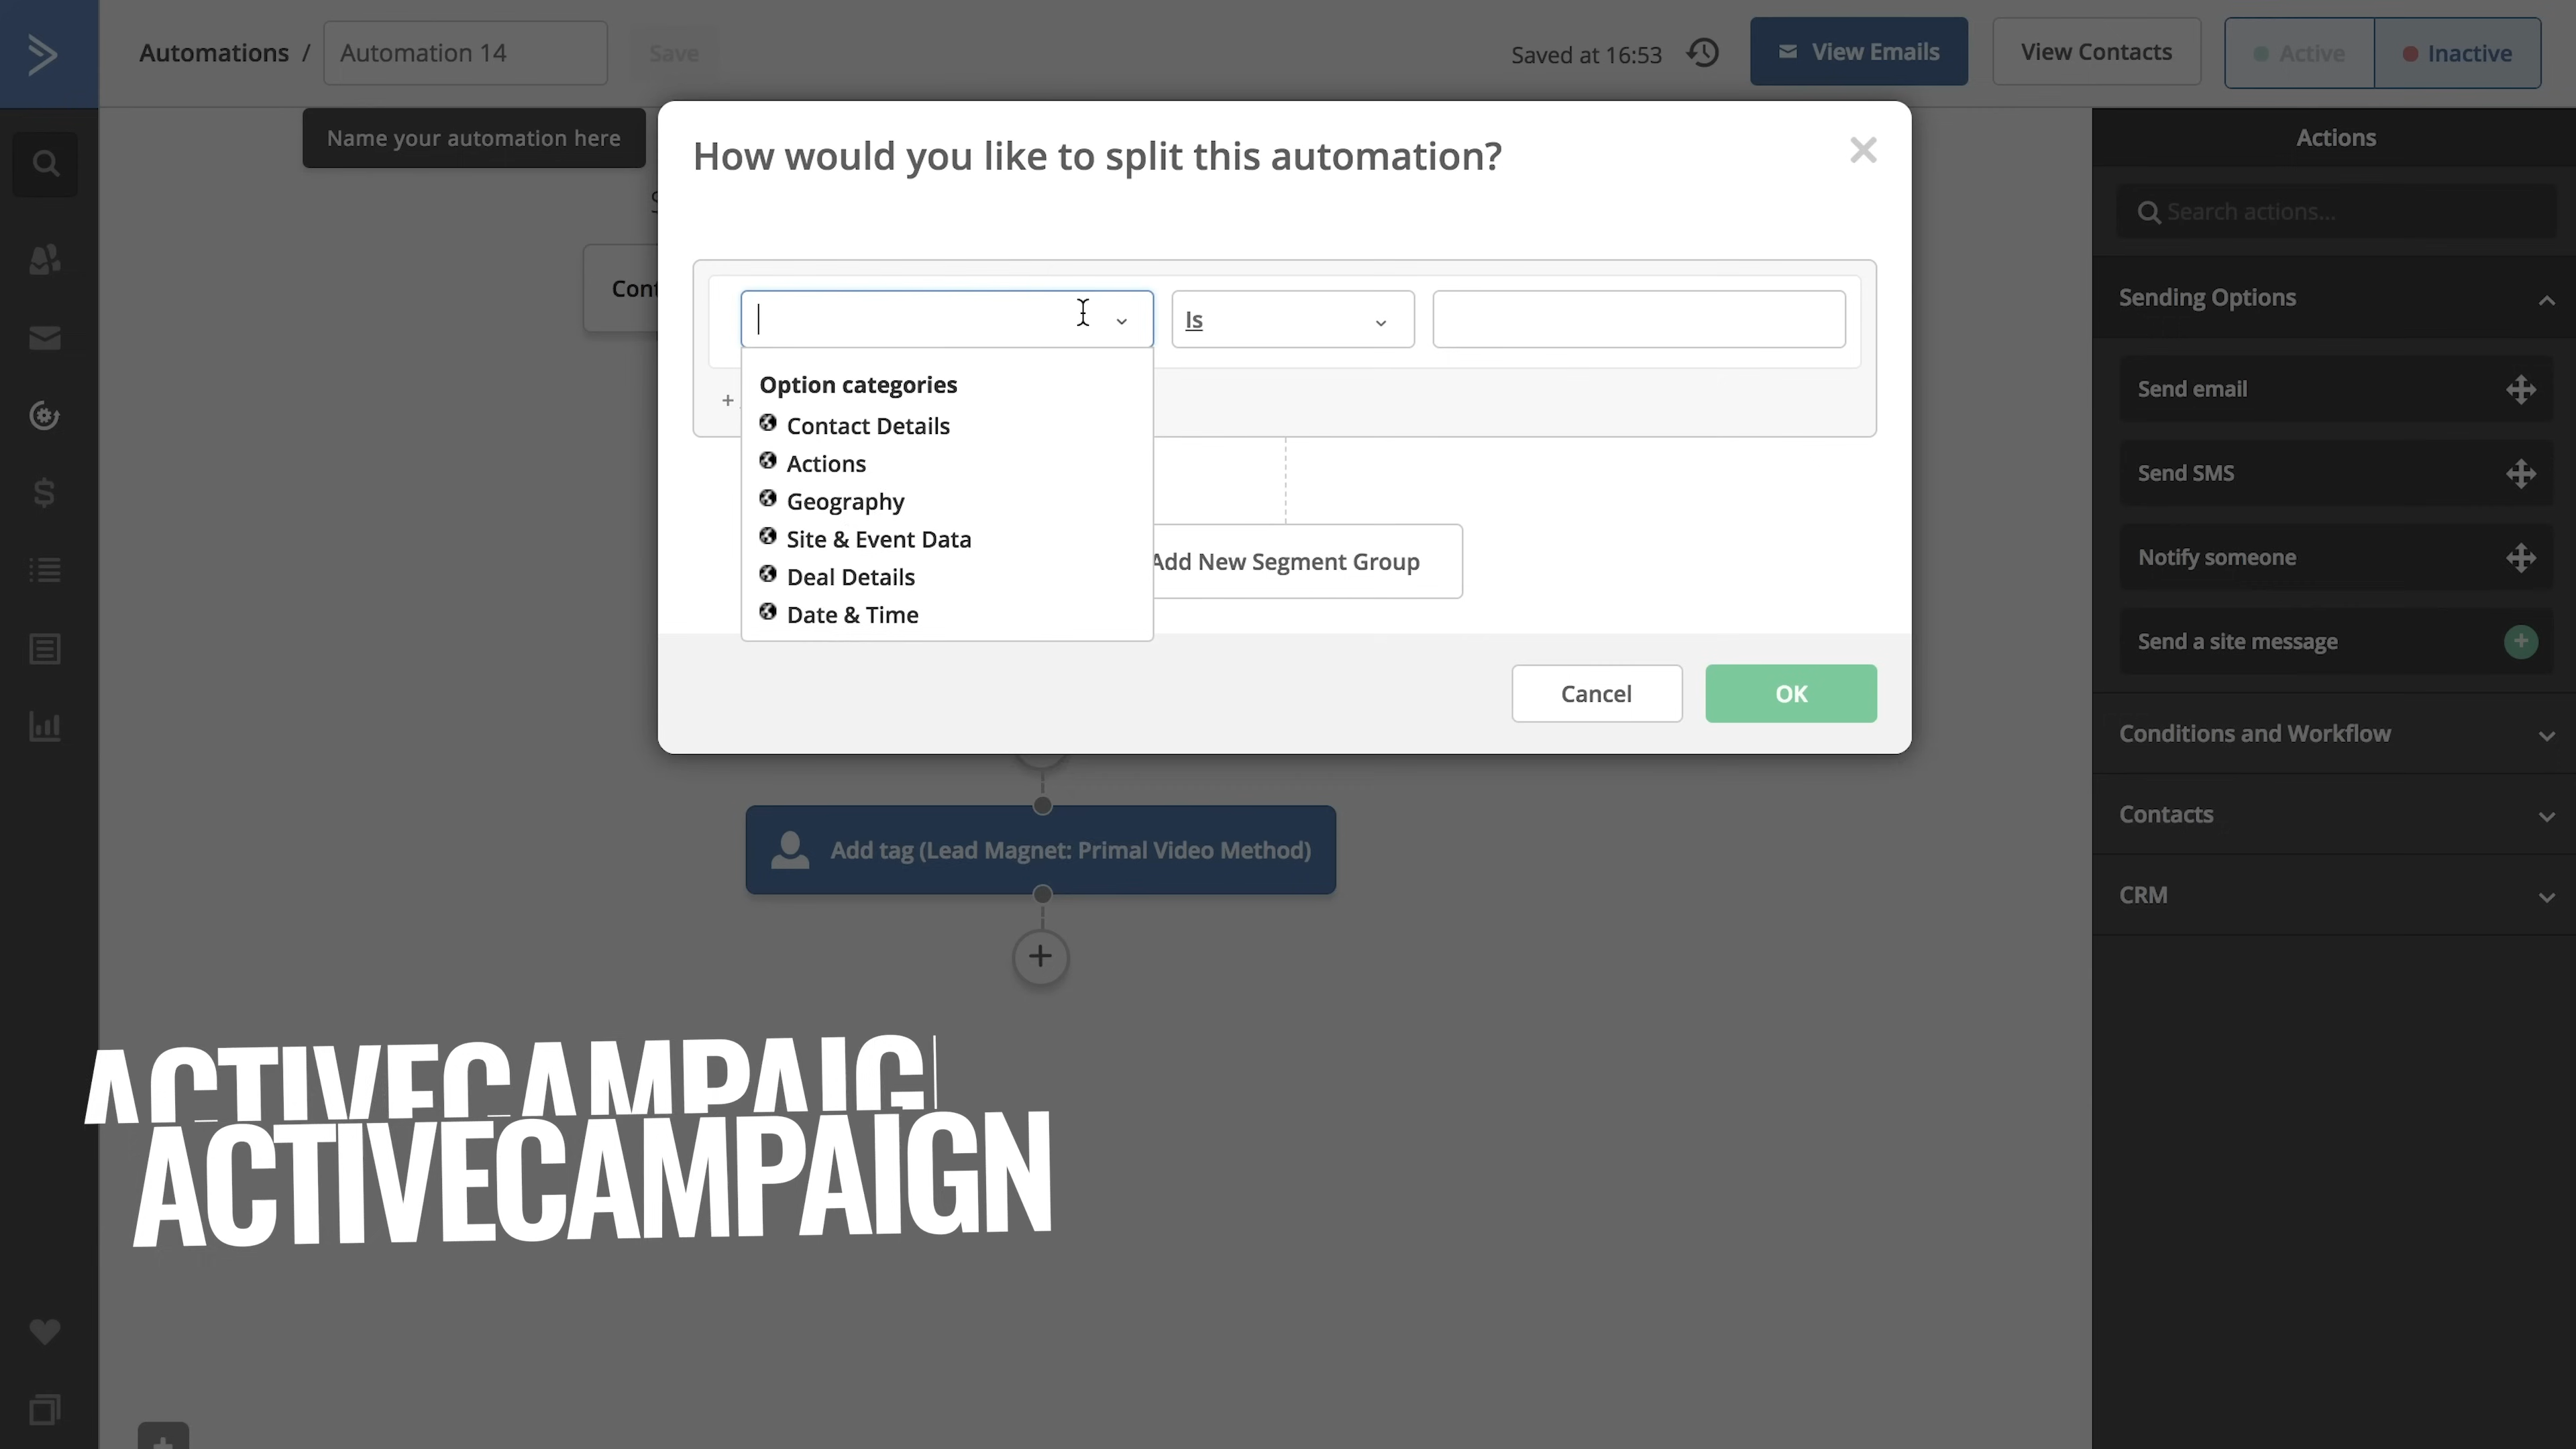 Automations / Automation 14 Save Saved at 16:53 View Emails View Contacts Active Inactive
Name your automation here
How would you like to split this automation?
Is
Option categories
Contact Details
Actions
Geography
Site & Event Data
Deal Details
Date & Time
Add New Segment Group
Cancel OK
Add tag (Lead Magnet: Primal Video Method)
Actions
Search actions...
Sending Options
Send email
Send SMS
Notify someone
Send a site message
Conditions and Workflow
Contacts
CRM
ACTIVECAMPAIG
ACTIVECAMPAIGN